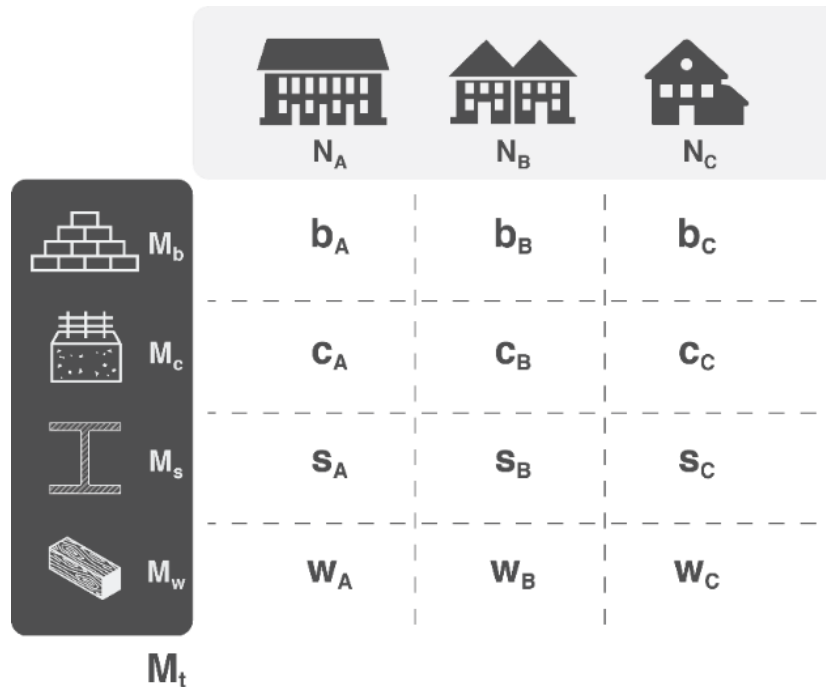 N_A N_B N_C
M_b b_A b_B b_C
M_c c_A c_B c_C
M_s s_A s_B s_C
M_w w_A w_B w_C
M_t